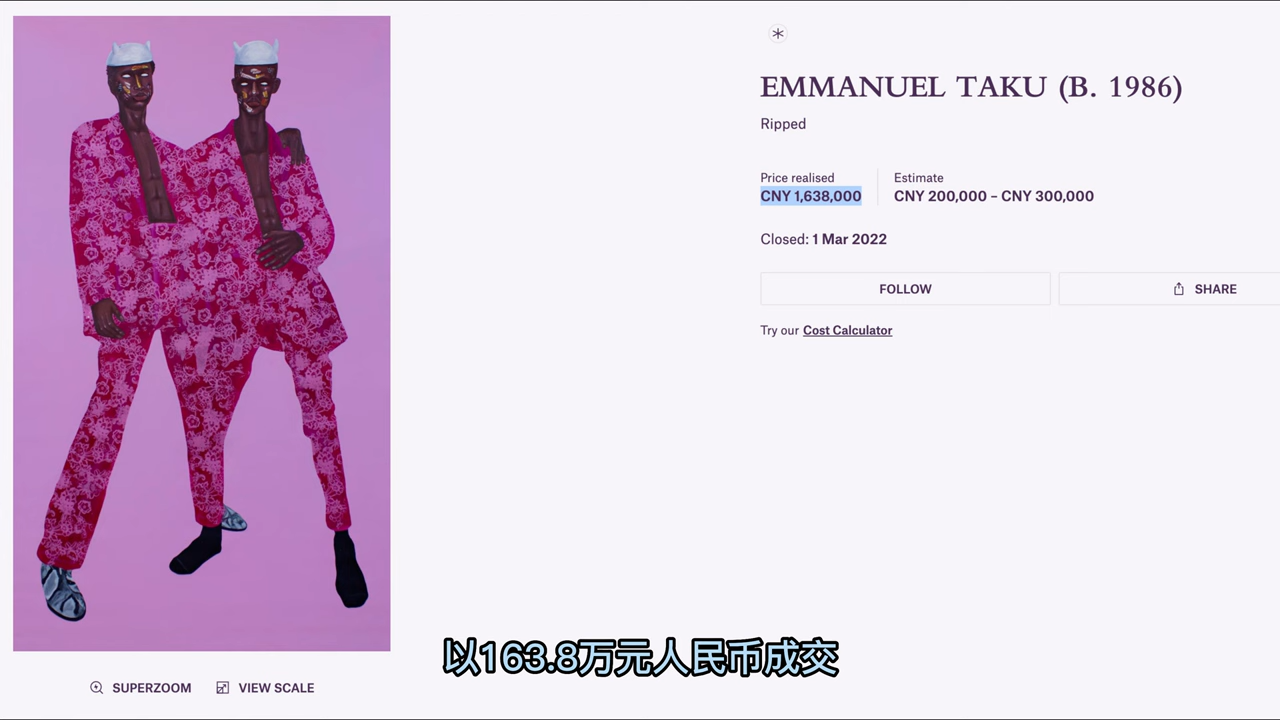 EMMANUEL TAKU (B. 1986)
Ripped
Price realised
CNY 1,638,000
Estimate
CNY 200,000 – CNY 300,000
Closed: 1 Mar 2022
FOLLOW
SHARE
Try our Cost Calculator
以163.8万元人民币成交
SUPERZOOM
VIEW SCALE